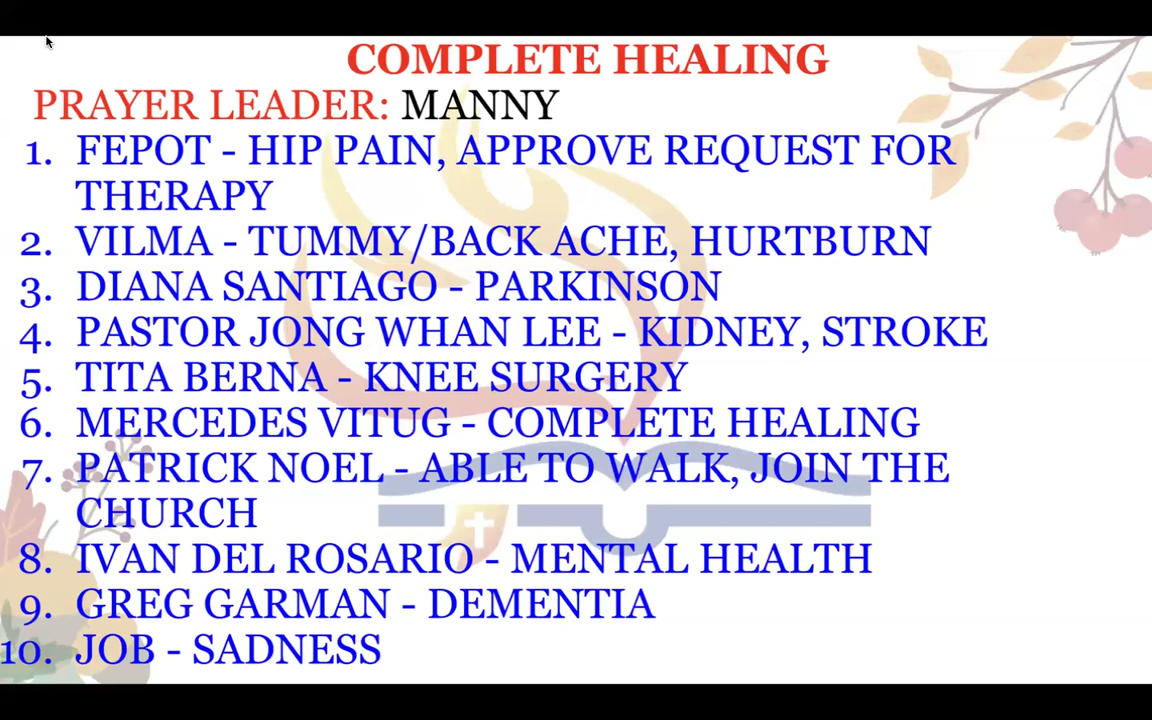 COMPLETE HEALING
PRAYER LEADER: MANNY
1. FEPOT - HIP PAIN, APPROVE REQUEST FOR
THERAPY
2. VILMA - TUMMY/BACK ACHE, HURTBURN
3. DIANA SANTIAGO - PARKINSON
4. PASTOR JONG WHAN LEE - KIDNEY, STROKE
5. TITA BERNA - KNEE SURGERY
6. MERCEDES VITUG - COMPLETE HEALING
7. PATRICK NOEL - ABLE TO WALK, JOIN THE
CHURCH
8. IVAN DEL ROSARIO - MENTAL HEALTH
9. GREG GARMAN - DEMENTIA
10. JOB - SADNESS